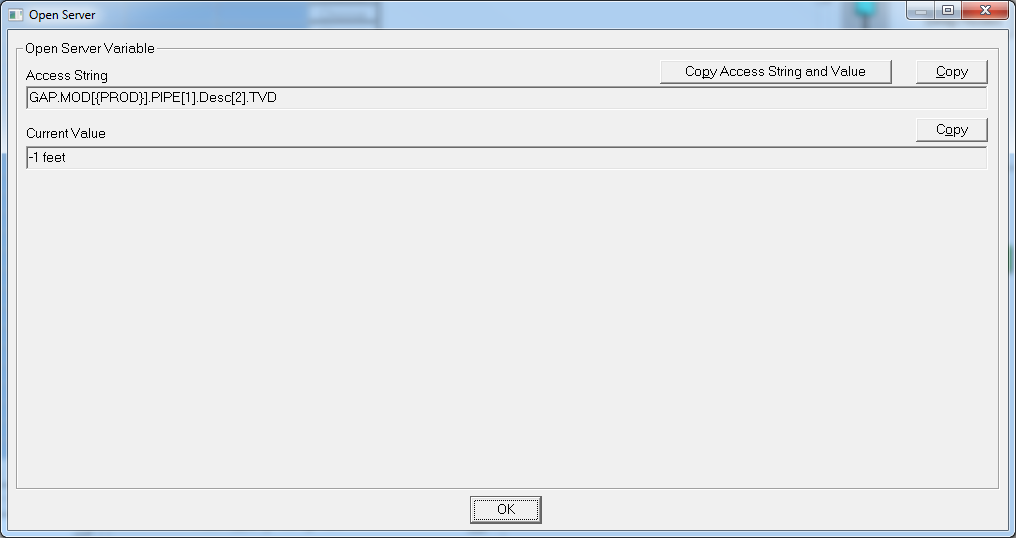 Open Server
Open Server Variable
Access String
Copy Access String and Value
Copy
GAP.MOD[{PROD}].PIPE[1].Desc[2].TVD
Current Value
Copy
-1 feet
OK